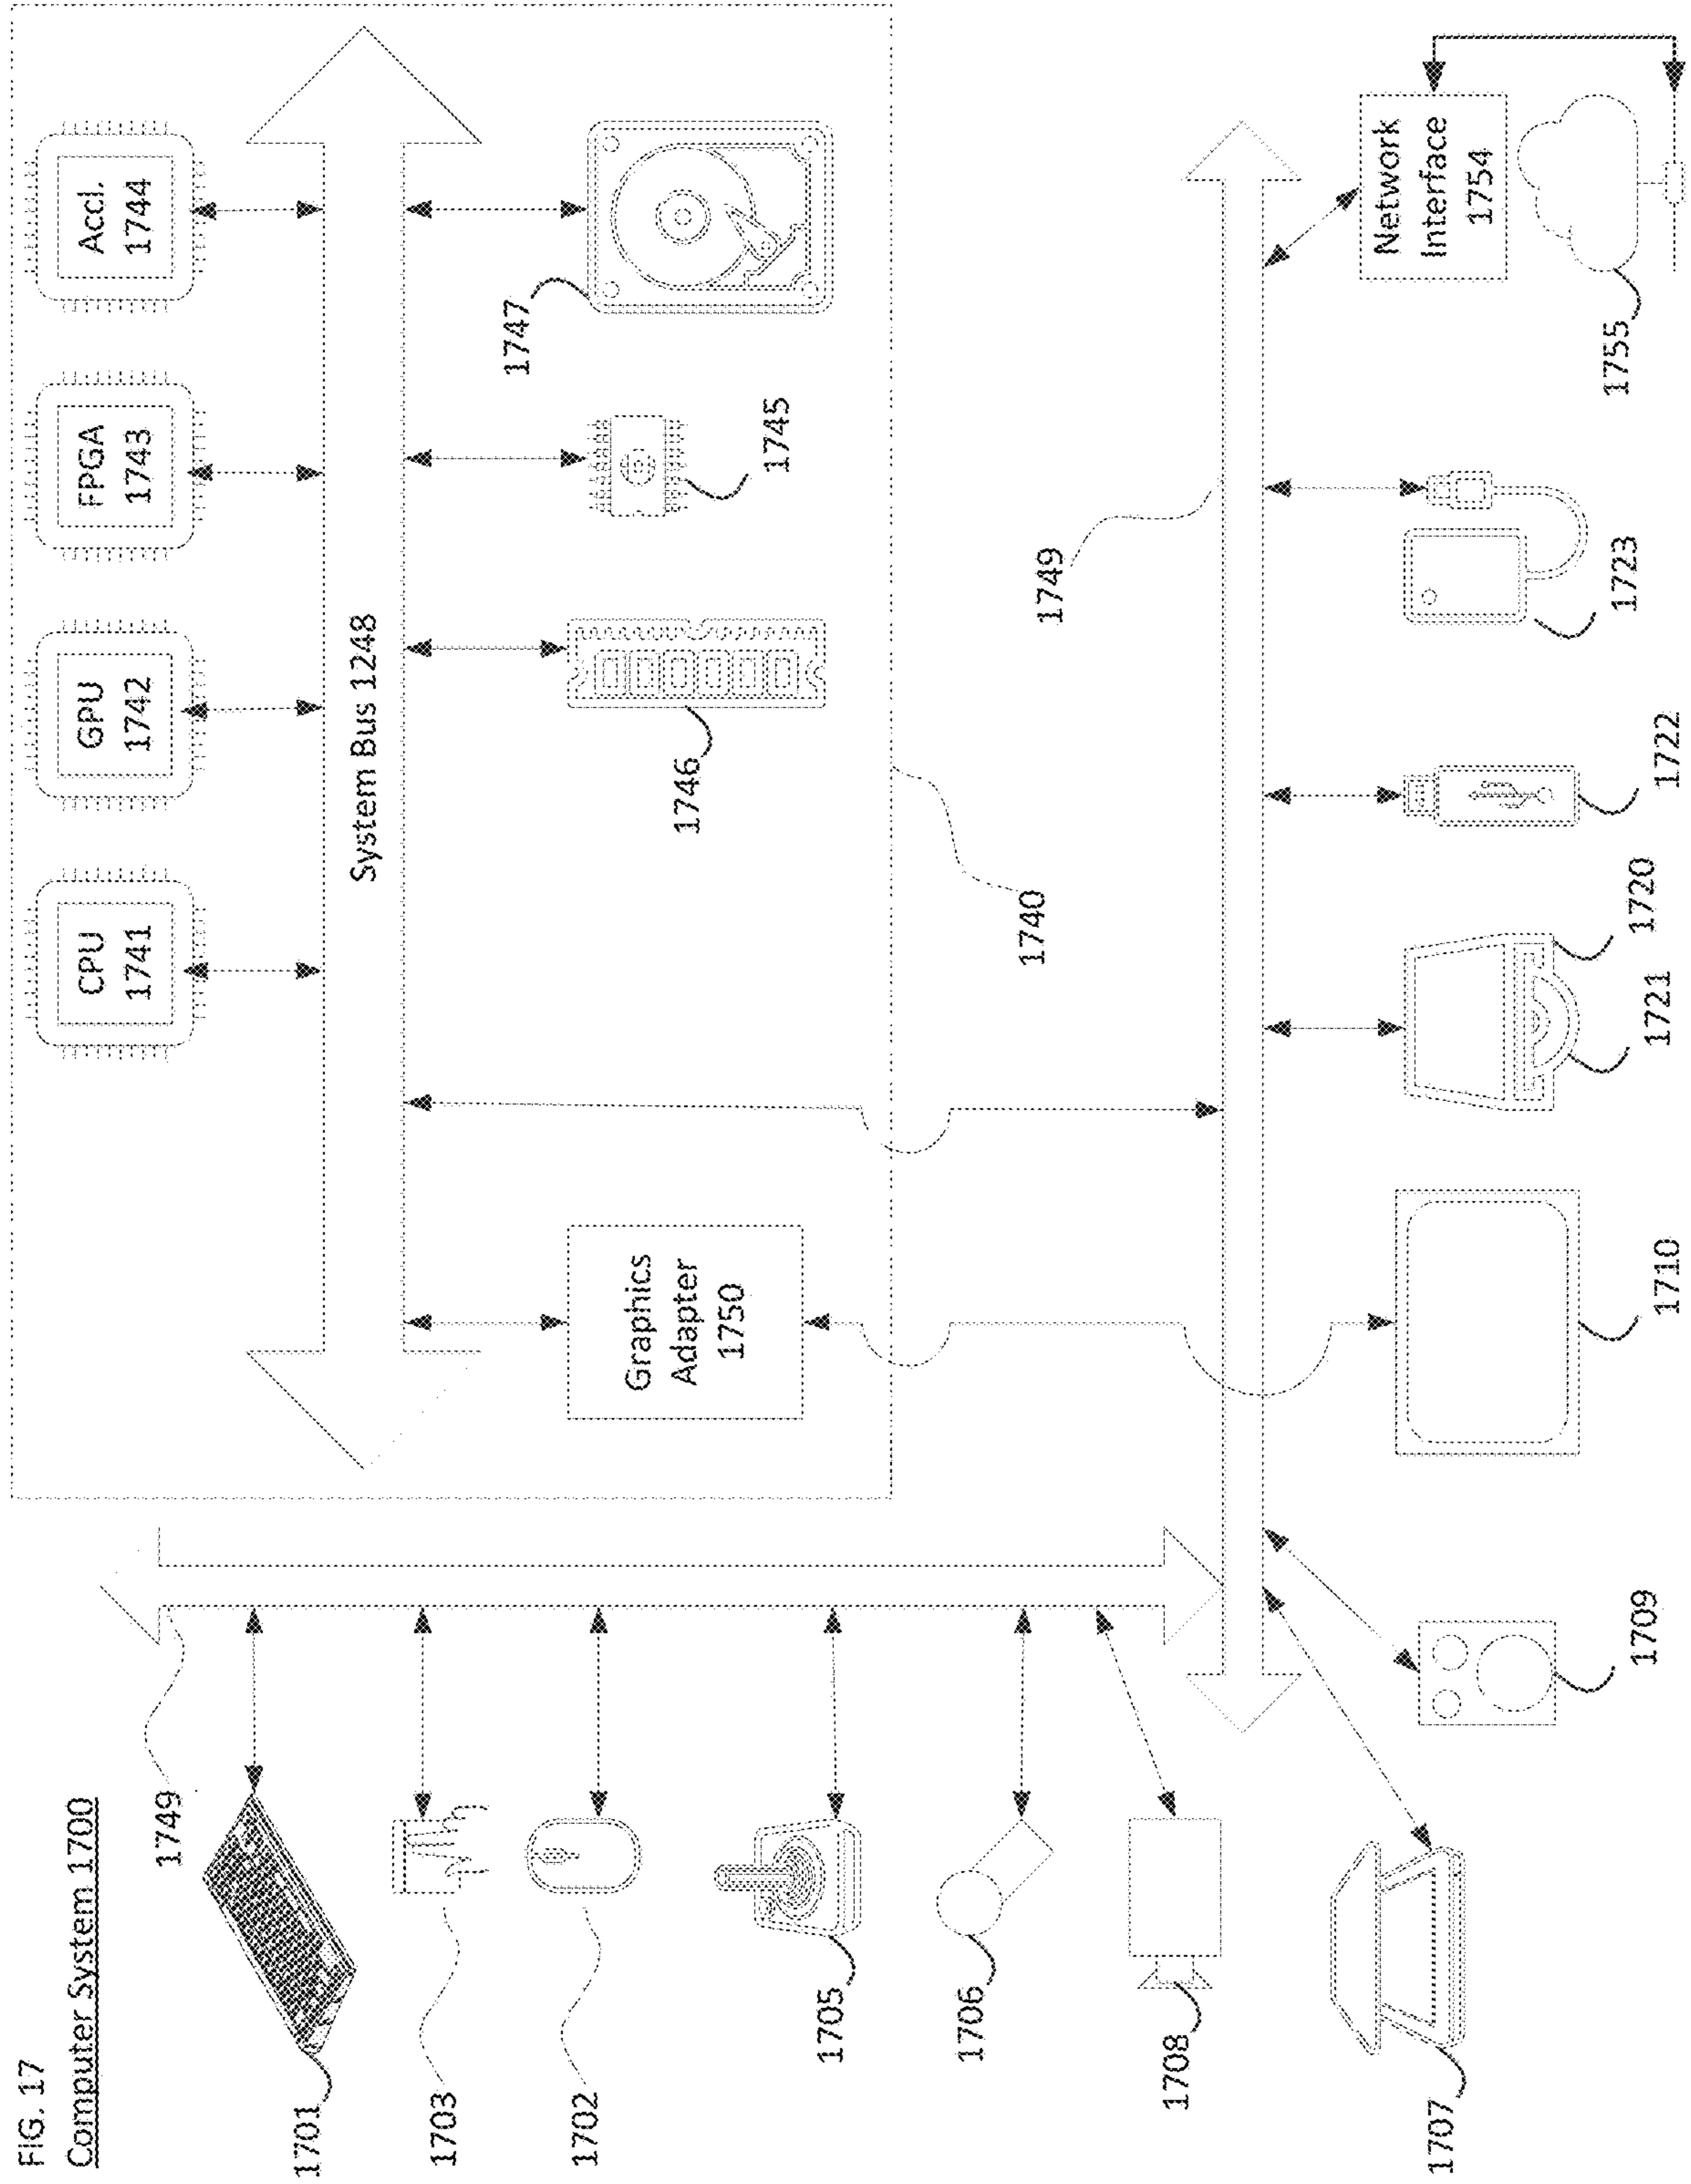 FIG. 17
Computer System 1700
1749
1701
1703
1702
1705
1706
1708
1707
CPU
1741
GPU
1742
FPGA
1743
Accl.
1744
System Bus 1248
Graphics
Adapter
1750
1746
1745
1747
1740
1749
1709
1710
1721
1720
1722
1723
Network
Interface
1754
1755